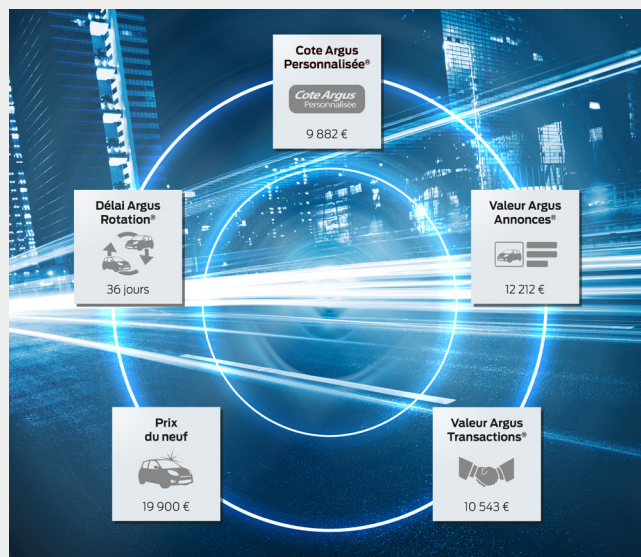 Cote Argus
Personnalisée®
Cote Argus
Personnalisée
9 882 €
Délai Argus
Rotation®
36 jours
Valeur Argus
Annonces®
12 212 €
Prix
du neuf
19 900 €
Valeur Argus
Transactions®
10 543 €